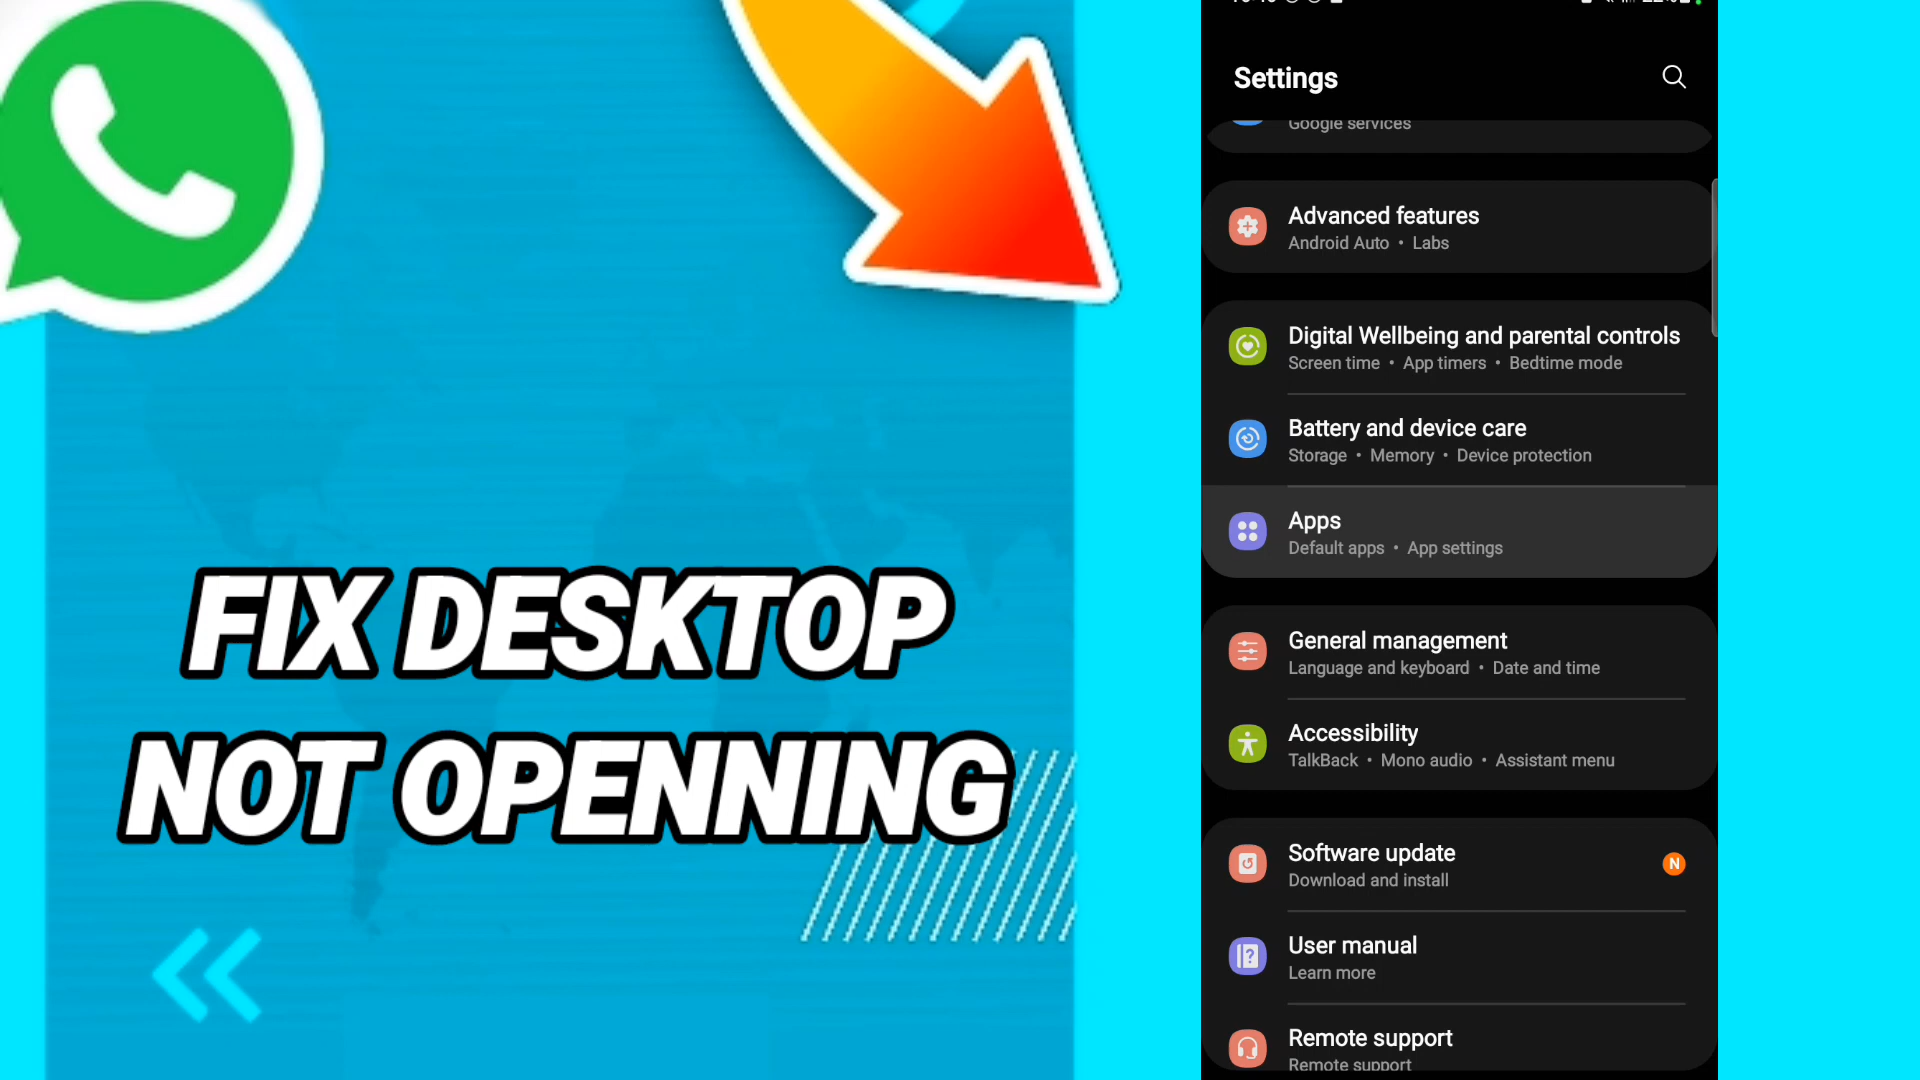 FIX DESKTOP
NOT OPENNING
Settings
Google services
Advanced features
Android Auto • Labs
Digital Wellbeing and parental controls
Screen time • App timers • Bedtime mode
Battery and device care
Storage • Memory • Device protection
Apps
Default apps • App settings
General management
Language and keyboard • Date and time
Accessibility
TalkBack • Mono audio • Assistant menu
Software update
N
Download and install
User manual
Learn more
Remote support
Remote support